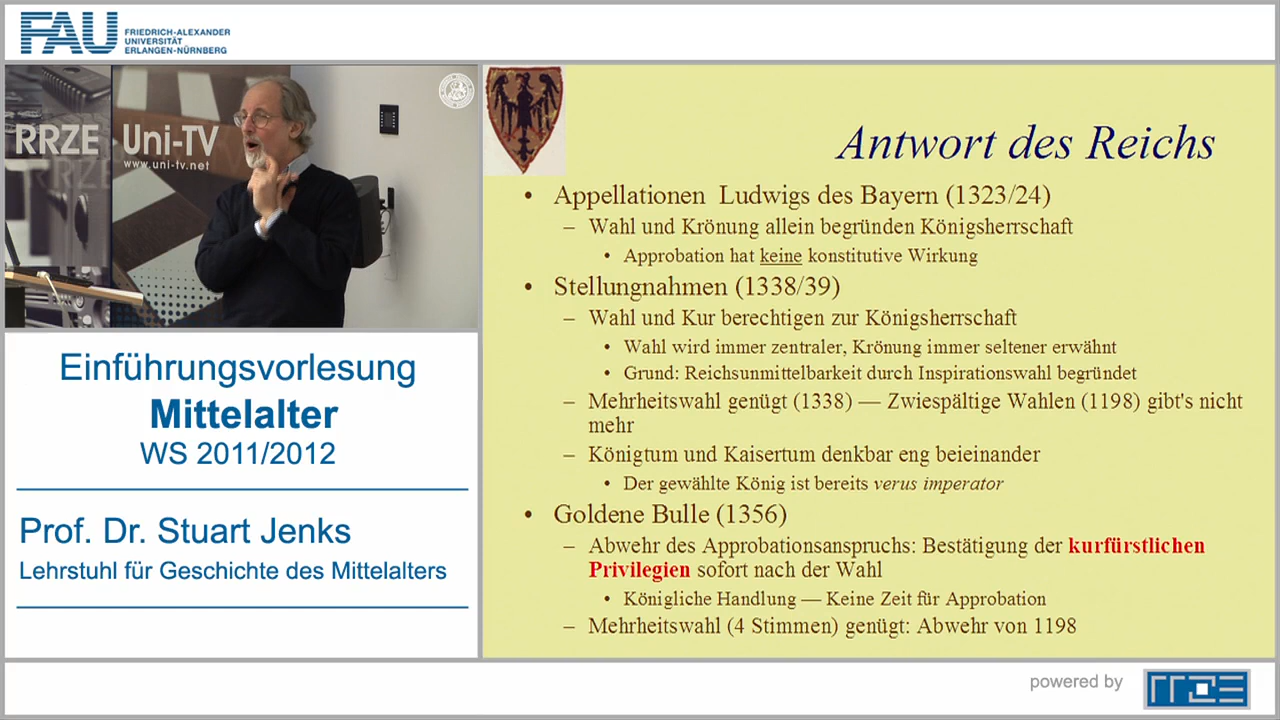 FAU
FRIEDRICH-ALEXANDER
UNIVERSITÄT
ERLANGEN-NÜRNBERG
RRZE
Uni-TV
www.uni-tv.net
Einführungsvorlesung
Mittelalter
WS 2011/2012
Prof. Dr. Stuart Jenks
Lehrstuhl für Geschichte des Mittelalters
Antwort des Reichs
• Appellationen Ludwigs des Bayern (1323/24)
– Wahl und Krönung allein begründen Königsherrschaft
• Approbation hat keine konstitutive Wirkung
• Stellungnahmen (1338/39)
– Wahl und Kur berechtigen zur Königsherrschaft
• Wahl wird immer zentraler, Krönung immer seltener erwähnt
• Grund: Reichsunmittelbarkeit durch Inspirationswahl begründet
– Mehrheitswahl genügt (1338) — Zwiespältige Wahlen (1198) gibt's nicht
mehr
– Königtum und Kaisertum denkbar eng beieinander
• Der gewählte König ist bereits verus imperator
• Goldene Bulle (1356)
– Abwehr des Approbationsanspruchs: Bestätigung der kurfürstlichen
Privilegien sofort nach der Wahl
• Königliche Handlung — Keine Zeit für Approbation
– Mehrheitswahl (4 Stimmen) genügt: Abwehr von 1198
powered by
rrze